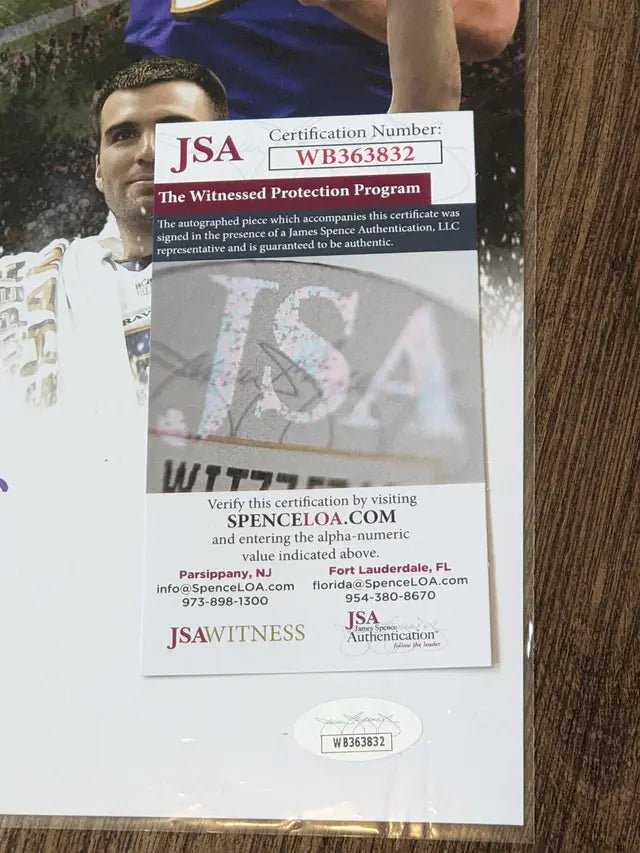 JSA
Certification Number:
WB363832
The Witnessed Protection Program
The autographed piece which accompanies this certificate was
signed in the presence of a James Spence Authentication, LLC
representative and is guaranteed to be authentic.
JSA
Verify this certification by visiting
SPENCELOA.COM
and entering the alpha-numeric
value indicated above.
Parsippany, NJ
info@SpenceLOA.com
973-898-1300
Fort Lauderdale, FL
florida@SpenceLOA.com
954-380-8670
JSAWITNESS
JSA
James Spence
Authentication
follow the leader
WB363832